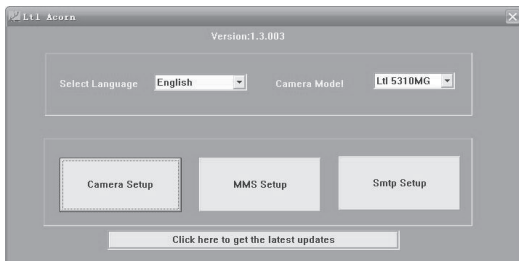 Ltl Acorn
Version:1.3.003
Select Language English Camera Model Ltl 5310MG
Camera Setup MMS Setup Smtp Setup
Click here to get the latest updates